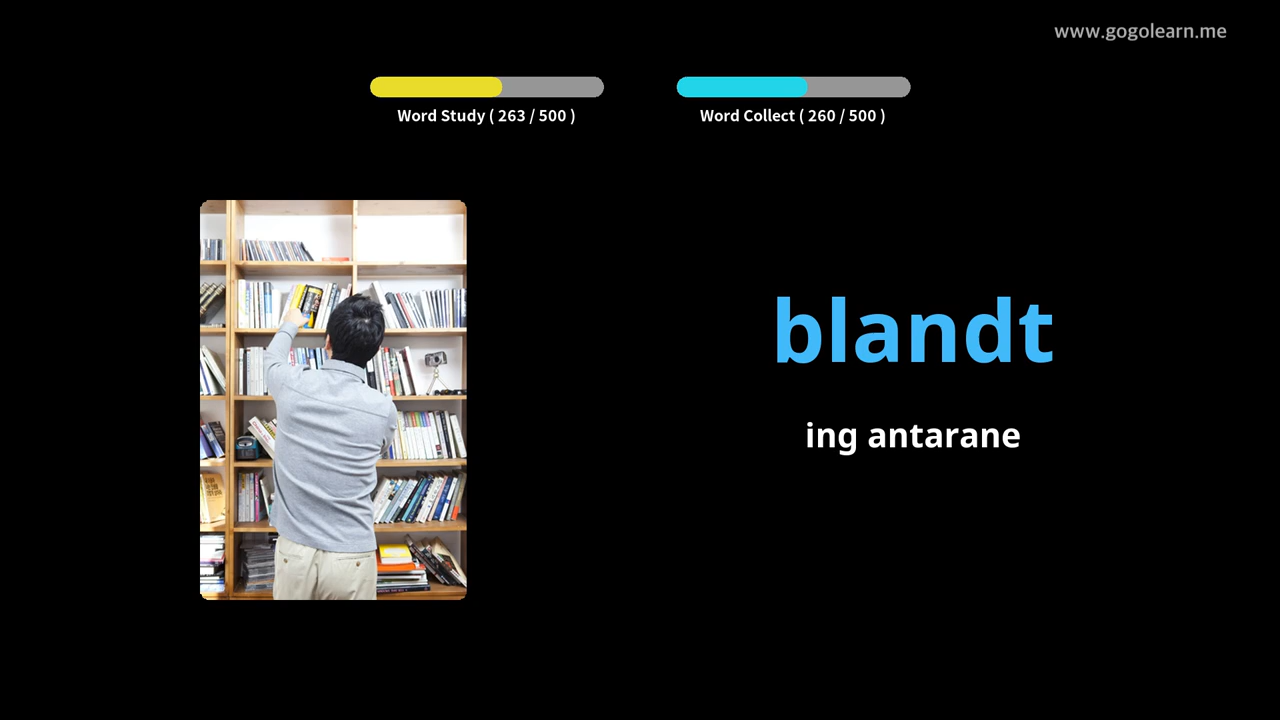 www.gogolearn.me
Word Study ( 263 / 500 )
Word Collect ( 260 / 500 )
blandt
ing antarane